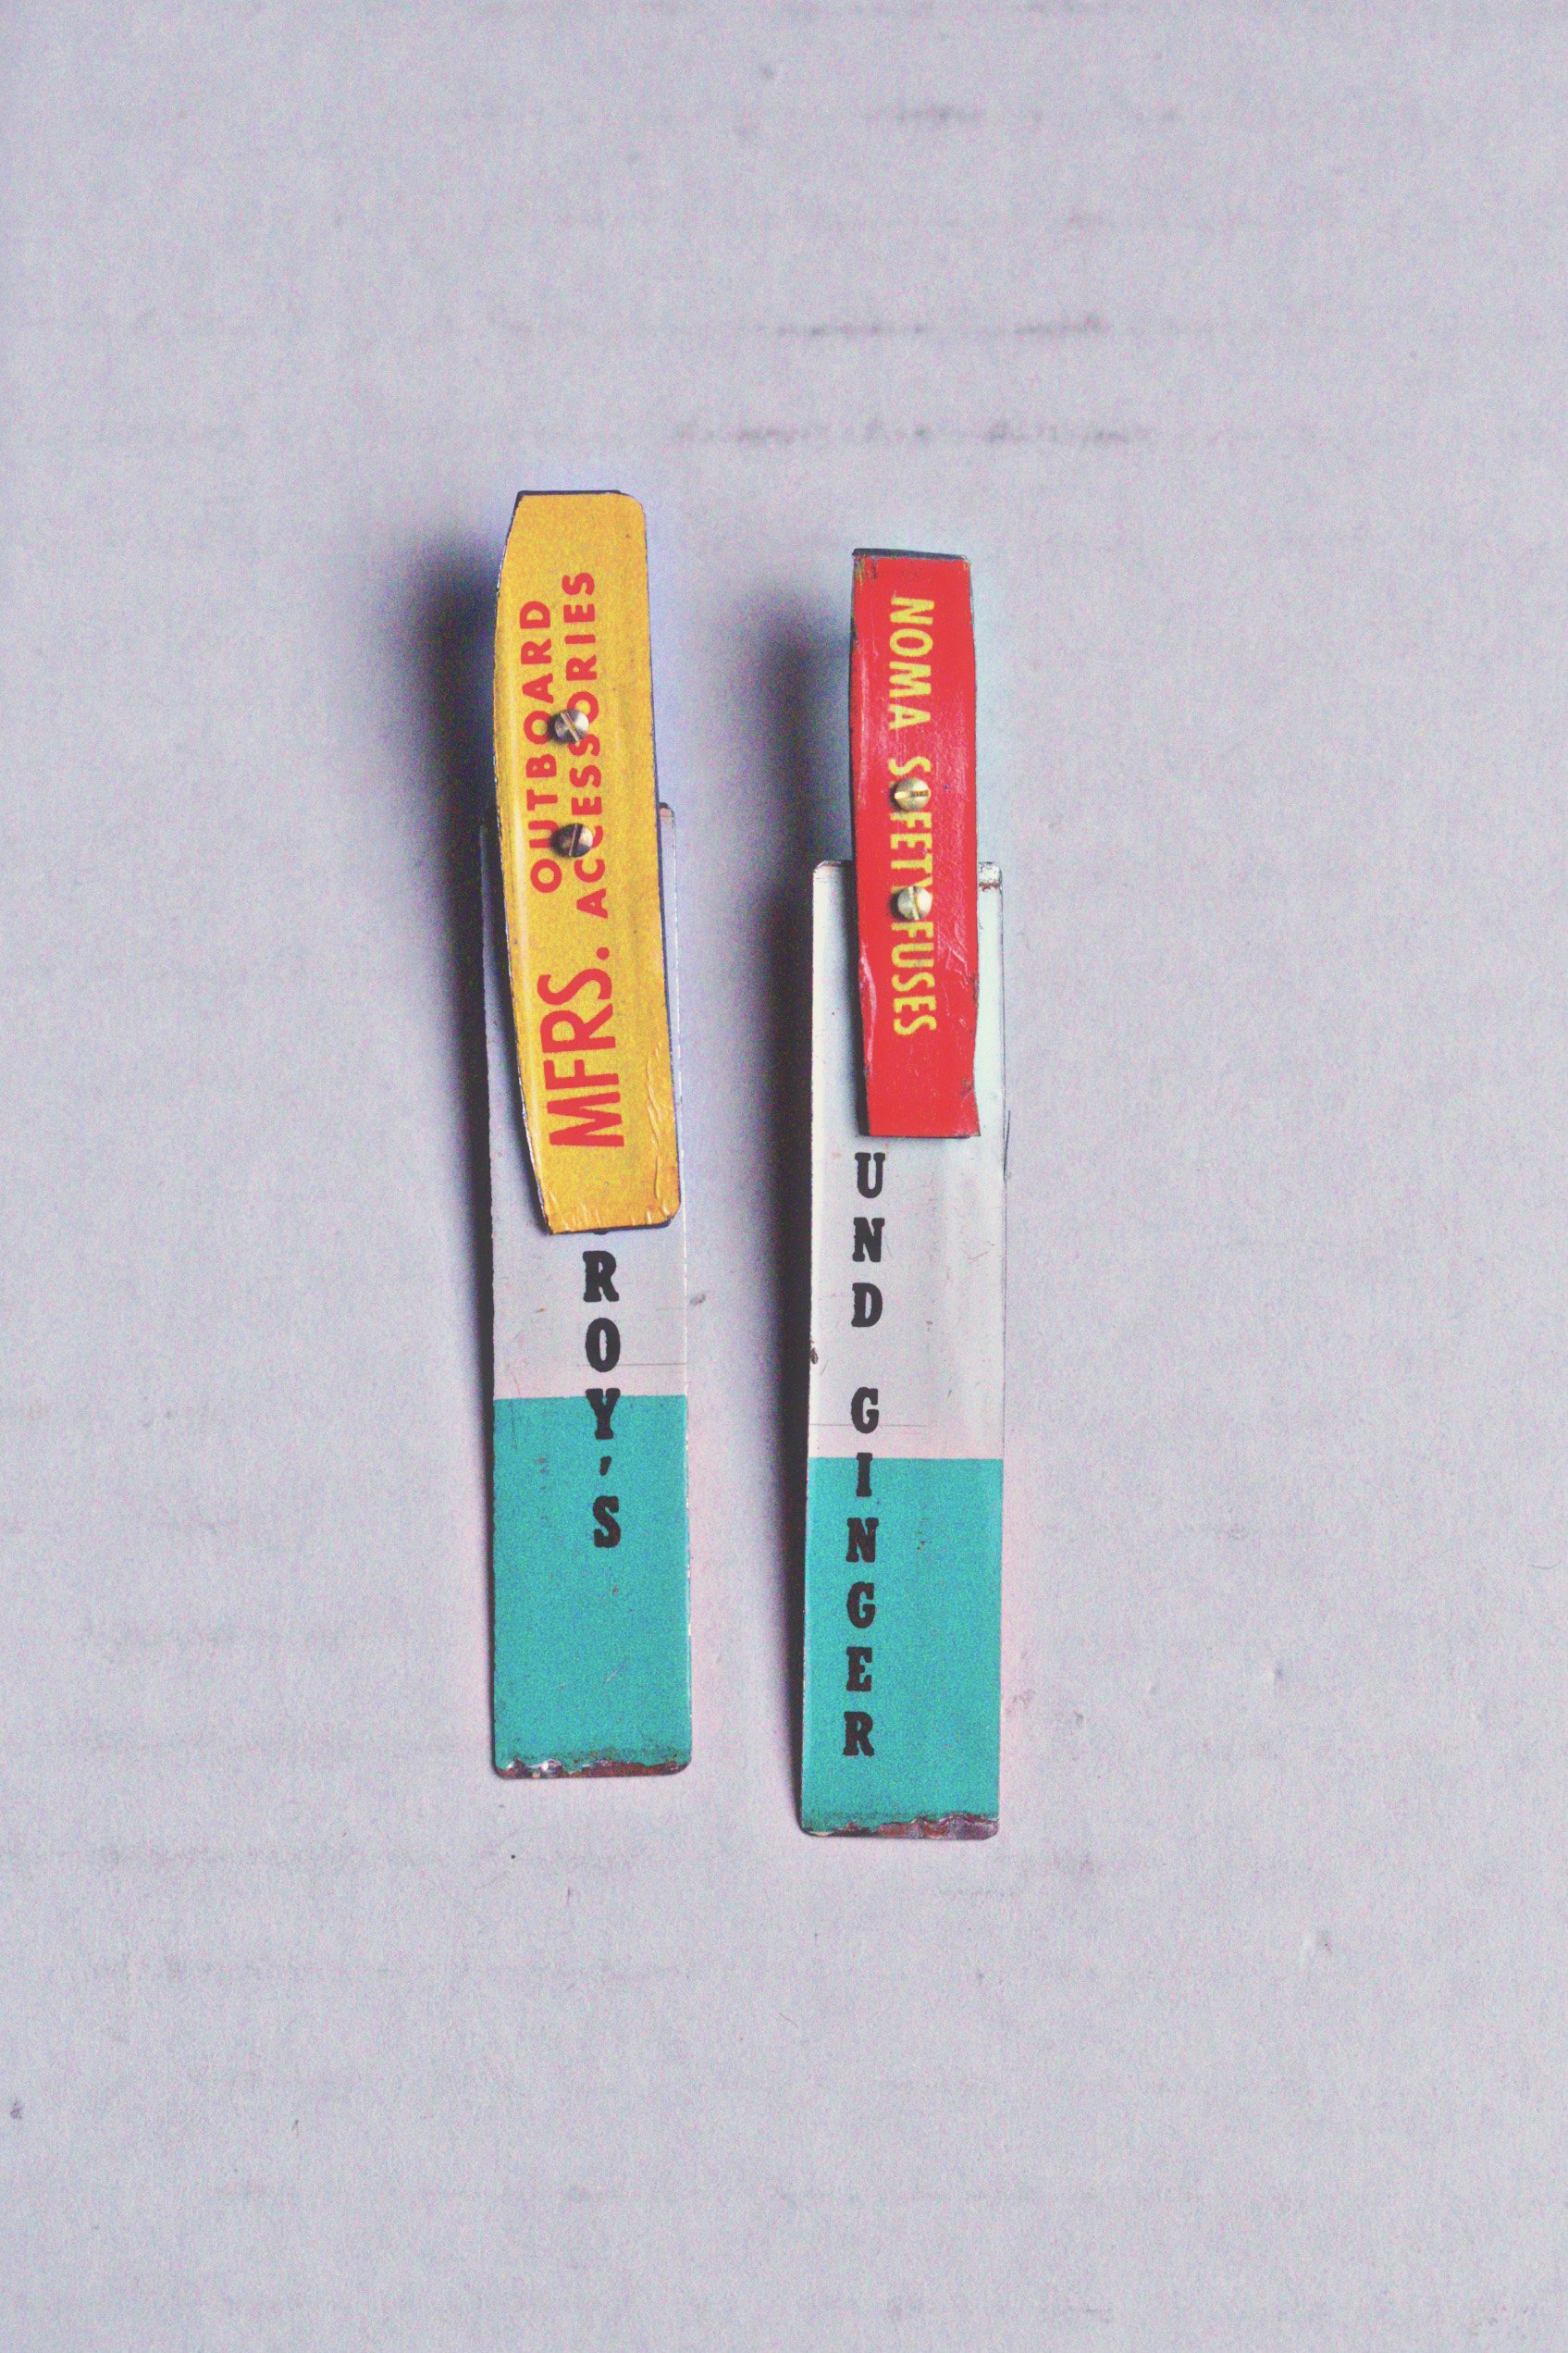 OUTBOARD
MFRS. ACCESSORIES
ROY'S
NOMA SAFETY FUSES
UND GINGER